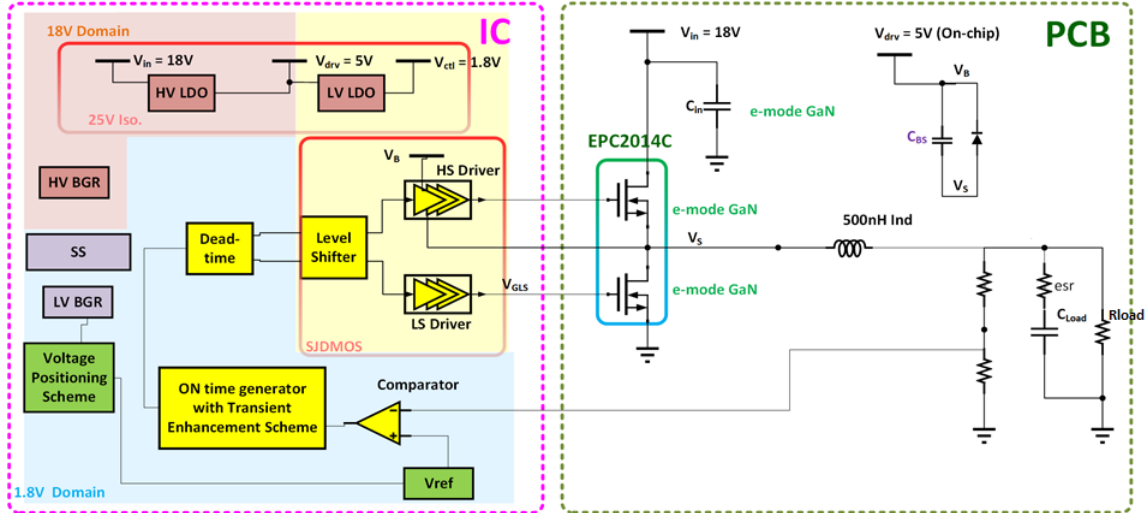 IC
18V Domain
Vin = 18V
Vdrv = 5V
Vctl = 1.8V
HV LDO
LV LDO
25V Iso.
HV BGR
VB
HS Driver
SS
Dead-
time
Level
Shifter
LV BGR
VGLS
LS Driver
SJDMOS
Voltage
Positioning
Scheme
ON time generator
with Transient
Enhancement Scheme
Comparator
−
+
Vref
1.8V Domain
PCB
Vin = 18V
Vdrv = 5V (On-chip)
Cin
e-mode GaN
VB
CBS
VS
EPC2014C
e-mode GaN
VS
500nH Ind
e-mode GaN
esr
CLoad
Rload